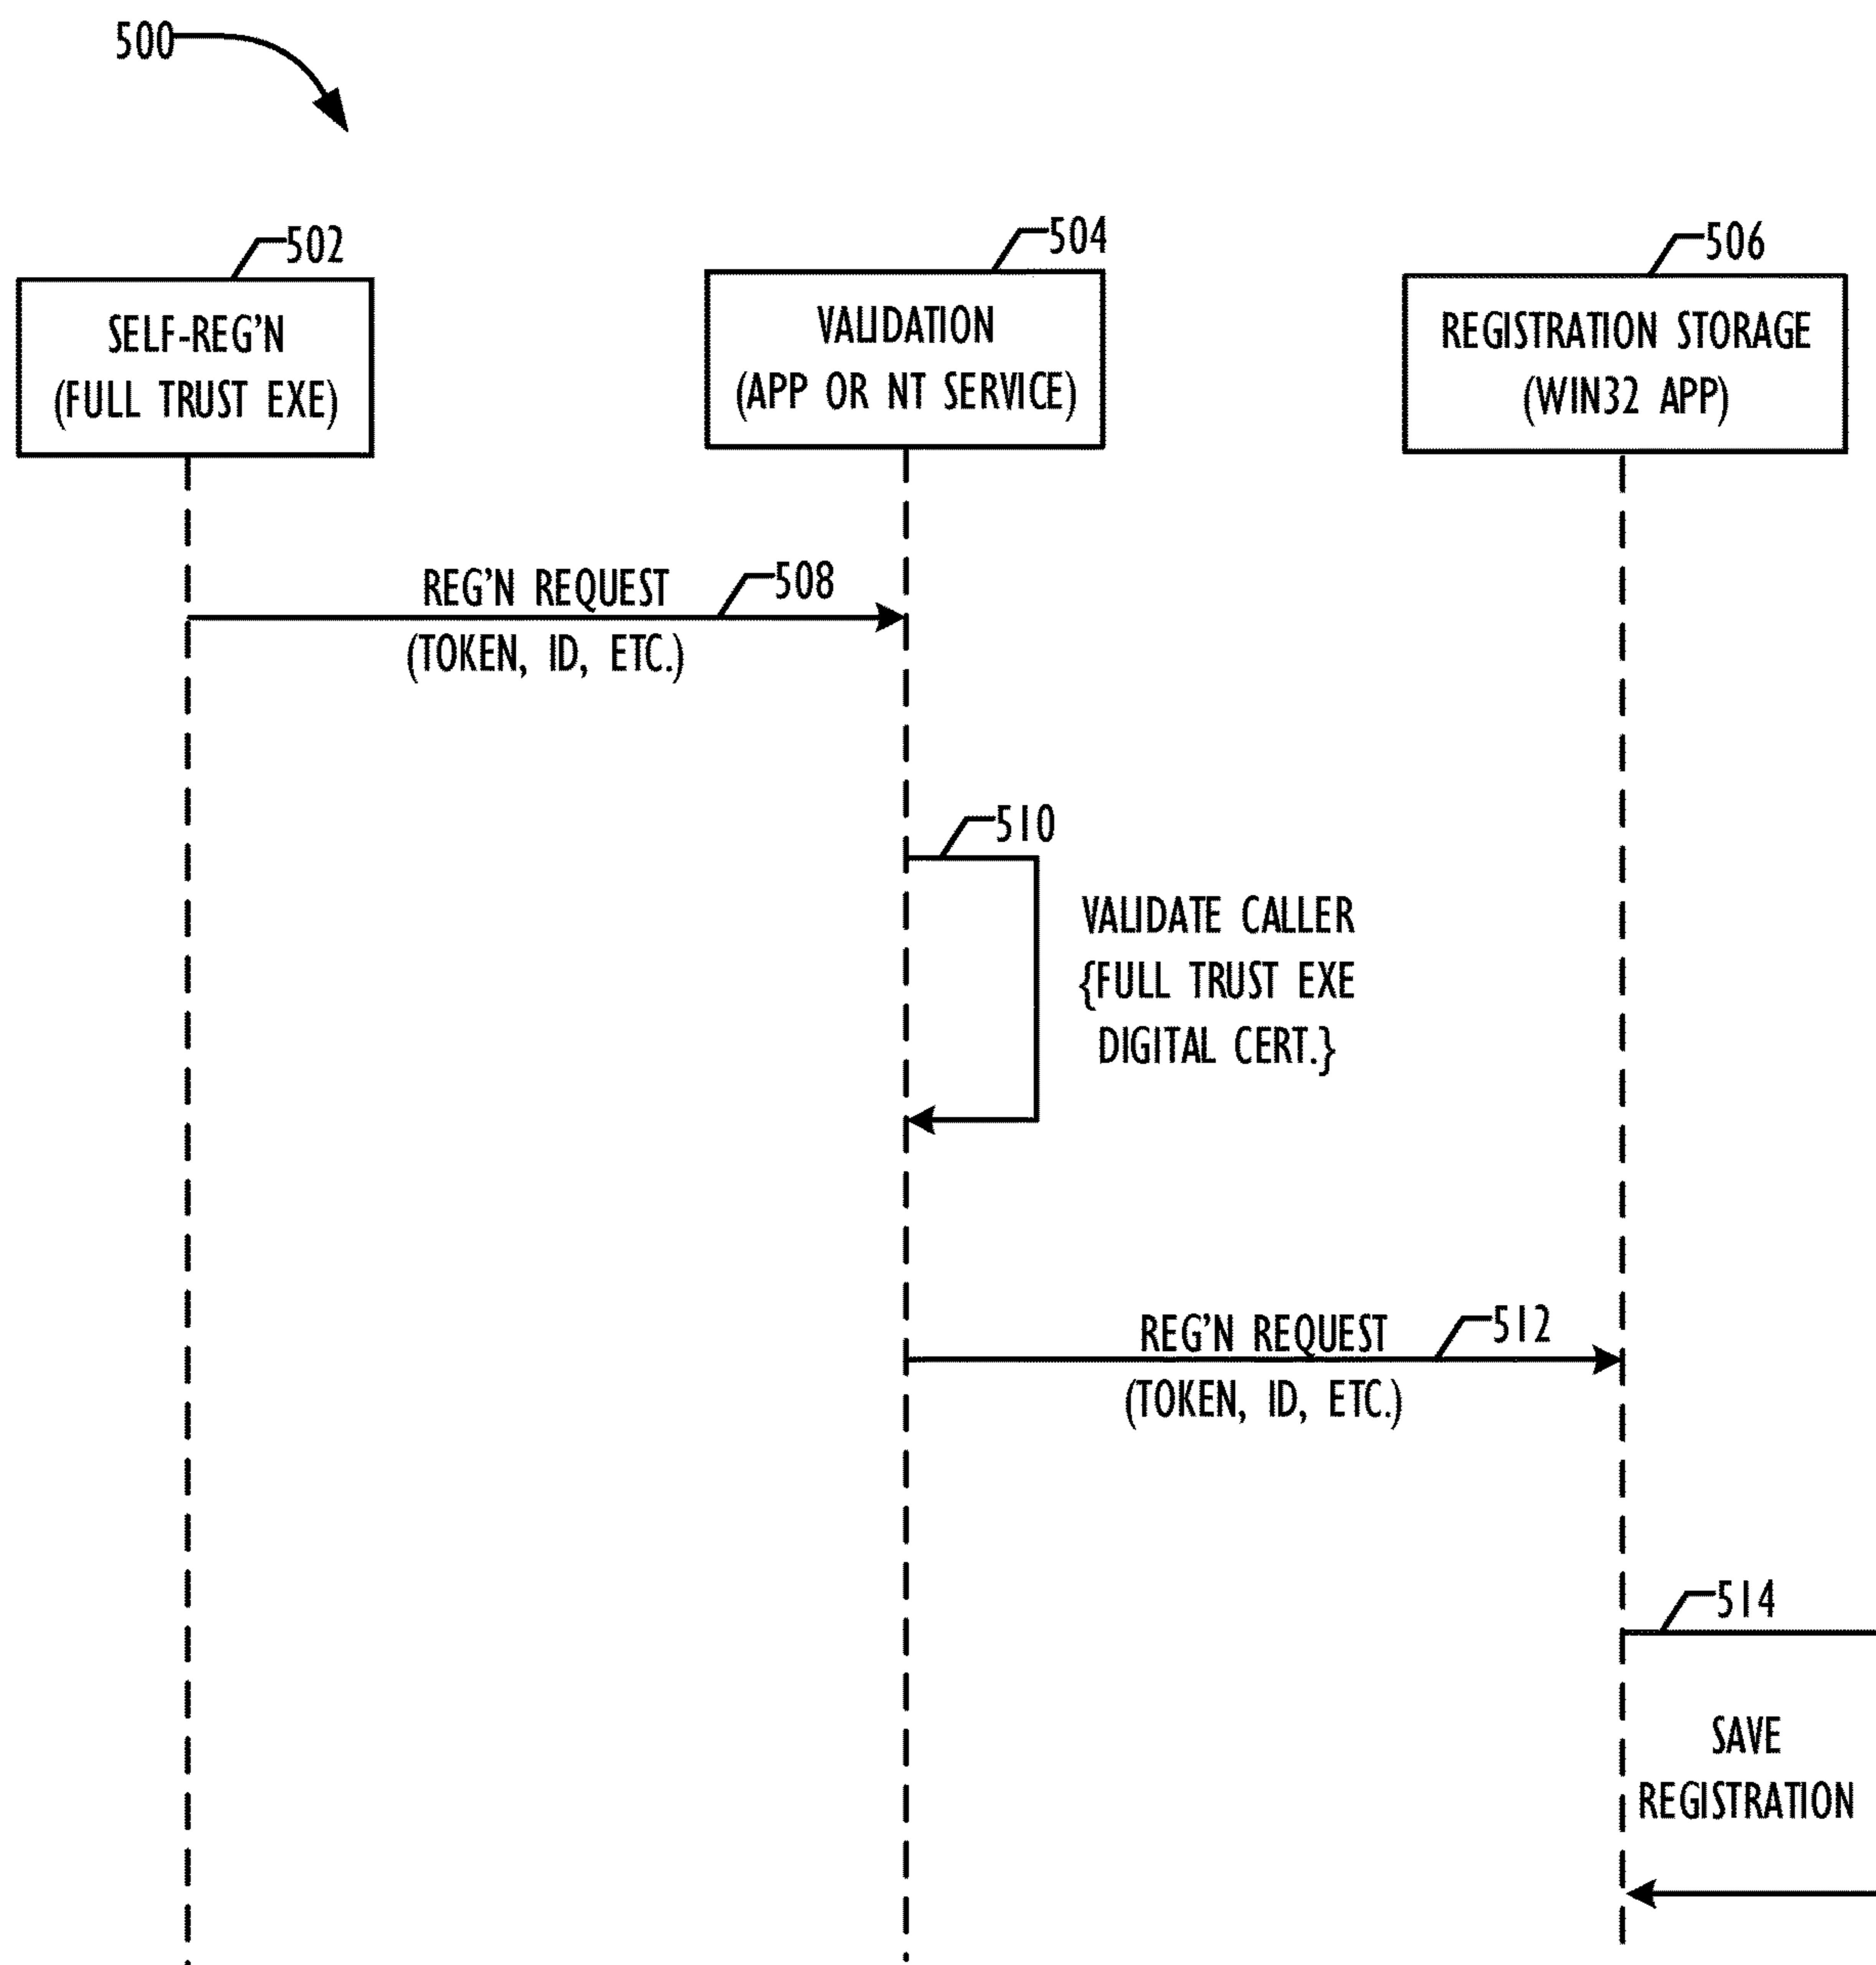 500
502
504
506
SELF-REG'N
(FULL TRUST EXE)
VALIDATION
(APP OR NT SERVICE)
REGISTRATION STORAGE
(WIN32 APP)
REG'N REQUEST
508
(TOKEN, ID, ETC.)
510
VALIDATE CALLER
{FULL TRUST EXE
DIGITAL CERT.}
REG'N REQUEST
512
(TOKEN, ID, ETC.)
514
SAVE
REGISTRATION